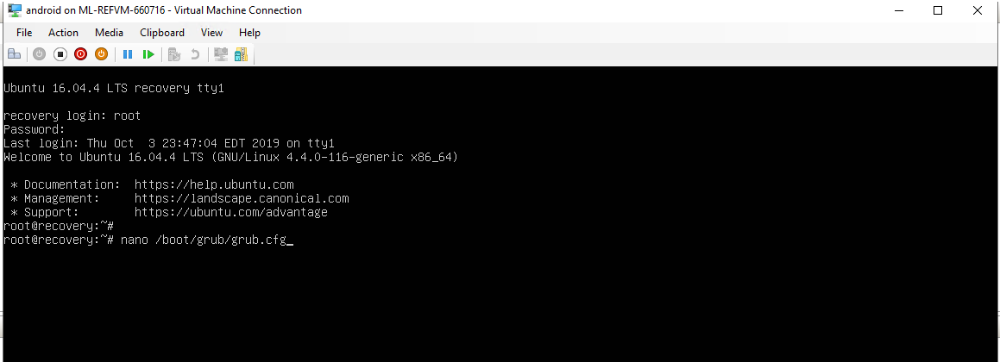 android on ML-REFVM-660716 - Virtual Machine Connection
File Action Media Clipboard View Help
Ubuntu 16.04.4 LTS recovery tty1
recovery login: root
Password:
Last login: Thu Oct  3 23:47:04 EDT 2019 on tty1
Welcome to Ubuntu 16.04.4 LTS (GNU/Linux 4.4.0-116-generic x86_64)
 * Documentation:  https://help.ubuntu.com
 * Management:     https://landscape.canonical.com
 * Support:        https://ubuntu.com/advantage
root@recovery:~#
root@recovery:~# nano /boot/grub/grub.cfg_